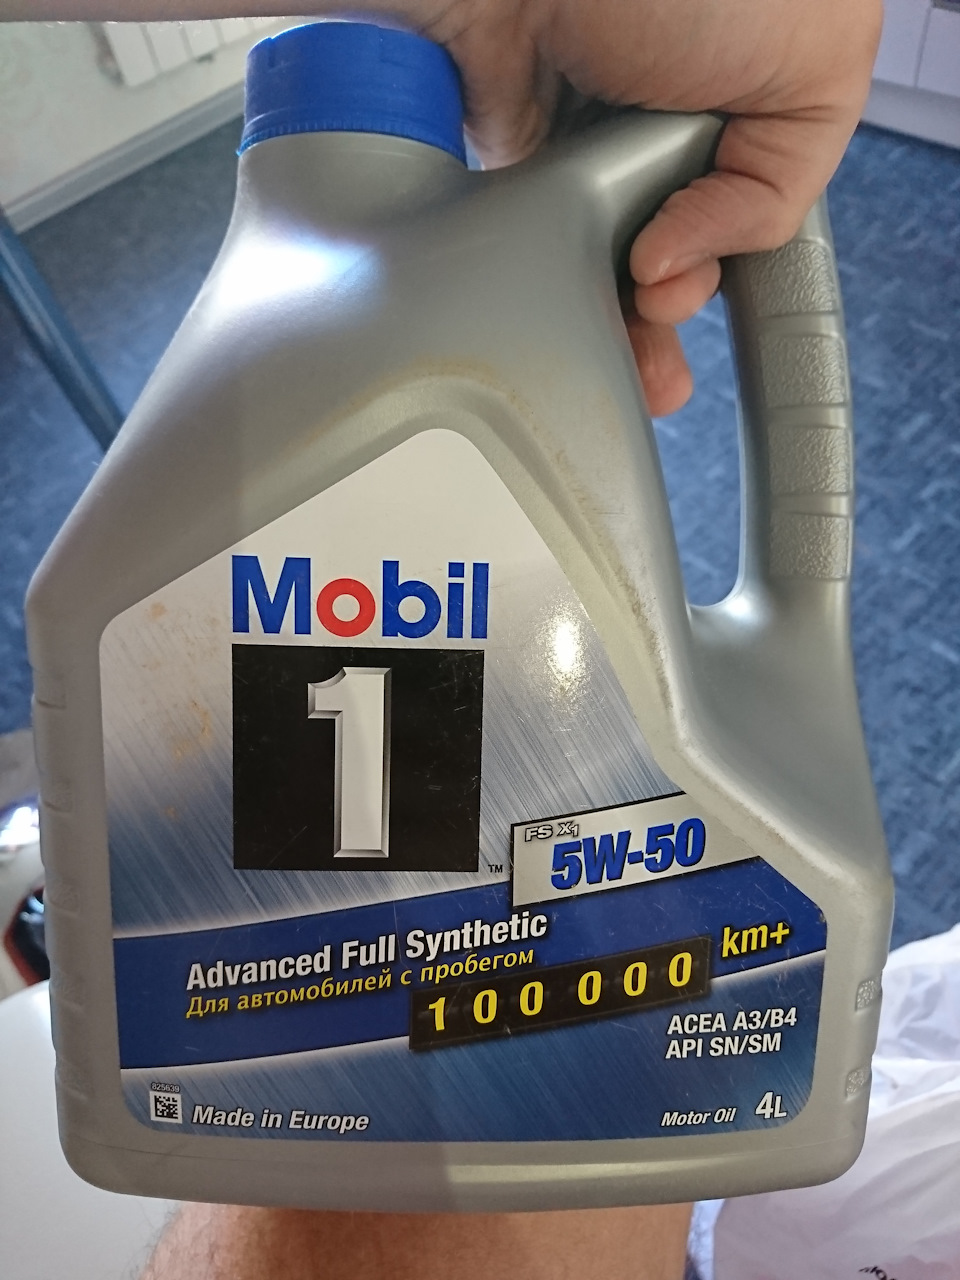 Mobil
1
TM
FS X1
5W-50
Advanced Full Synthetic
Для автомобилей с пробегом
100 000 km+
ACEA A3/B4
API SN/SM
825639
Made in Europe
Motor Oil 4L